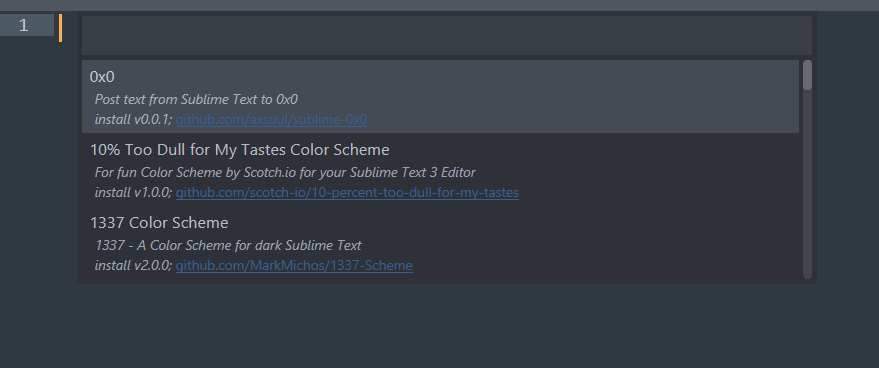 1
0x0
Post text from Sublime Text to 0x0
install v0.0.1; github.com/axsuul/sublime-0x0
10% Too Dull for My Tastes Color Scheme
For fun Color Scheme by Scotch.io for your Sublime Text 3 Editor
install v1.0.0; github.com/scotch-io/10-percent-too-dull-for-my-tastes
1337 Color Scheme
1337 - A Color Scheme for dark Sublime Text
install v2.0.0; github.com/MarkMichos/1337-Scheme